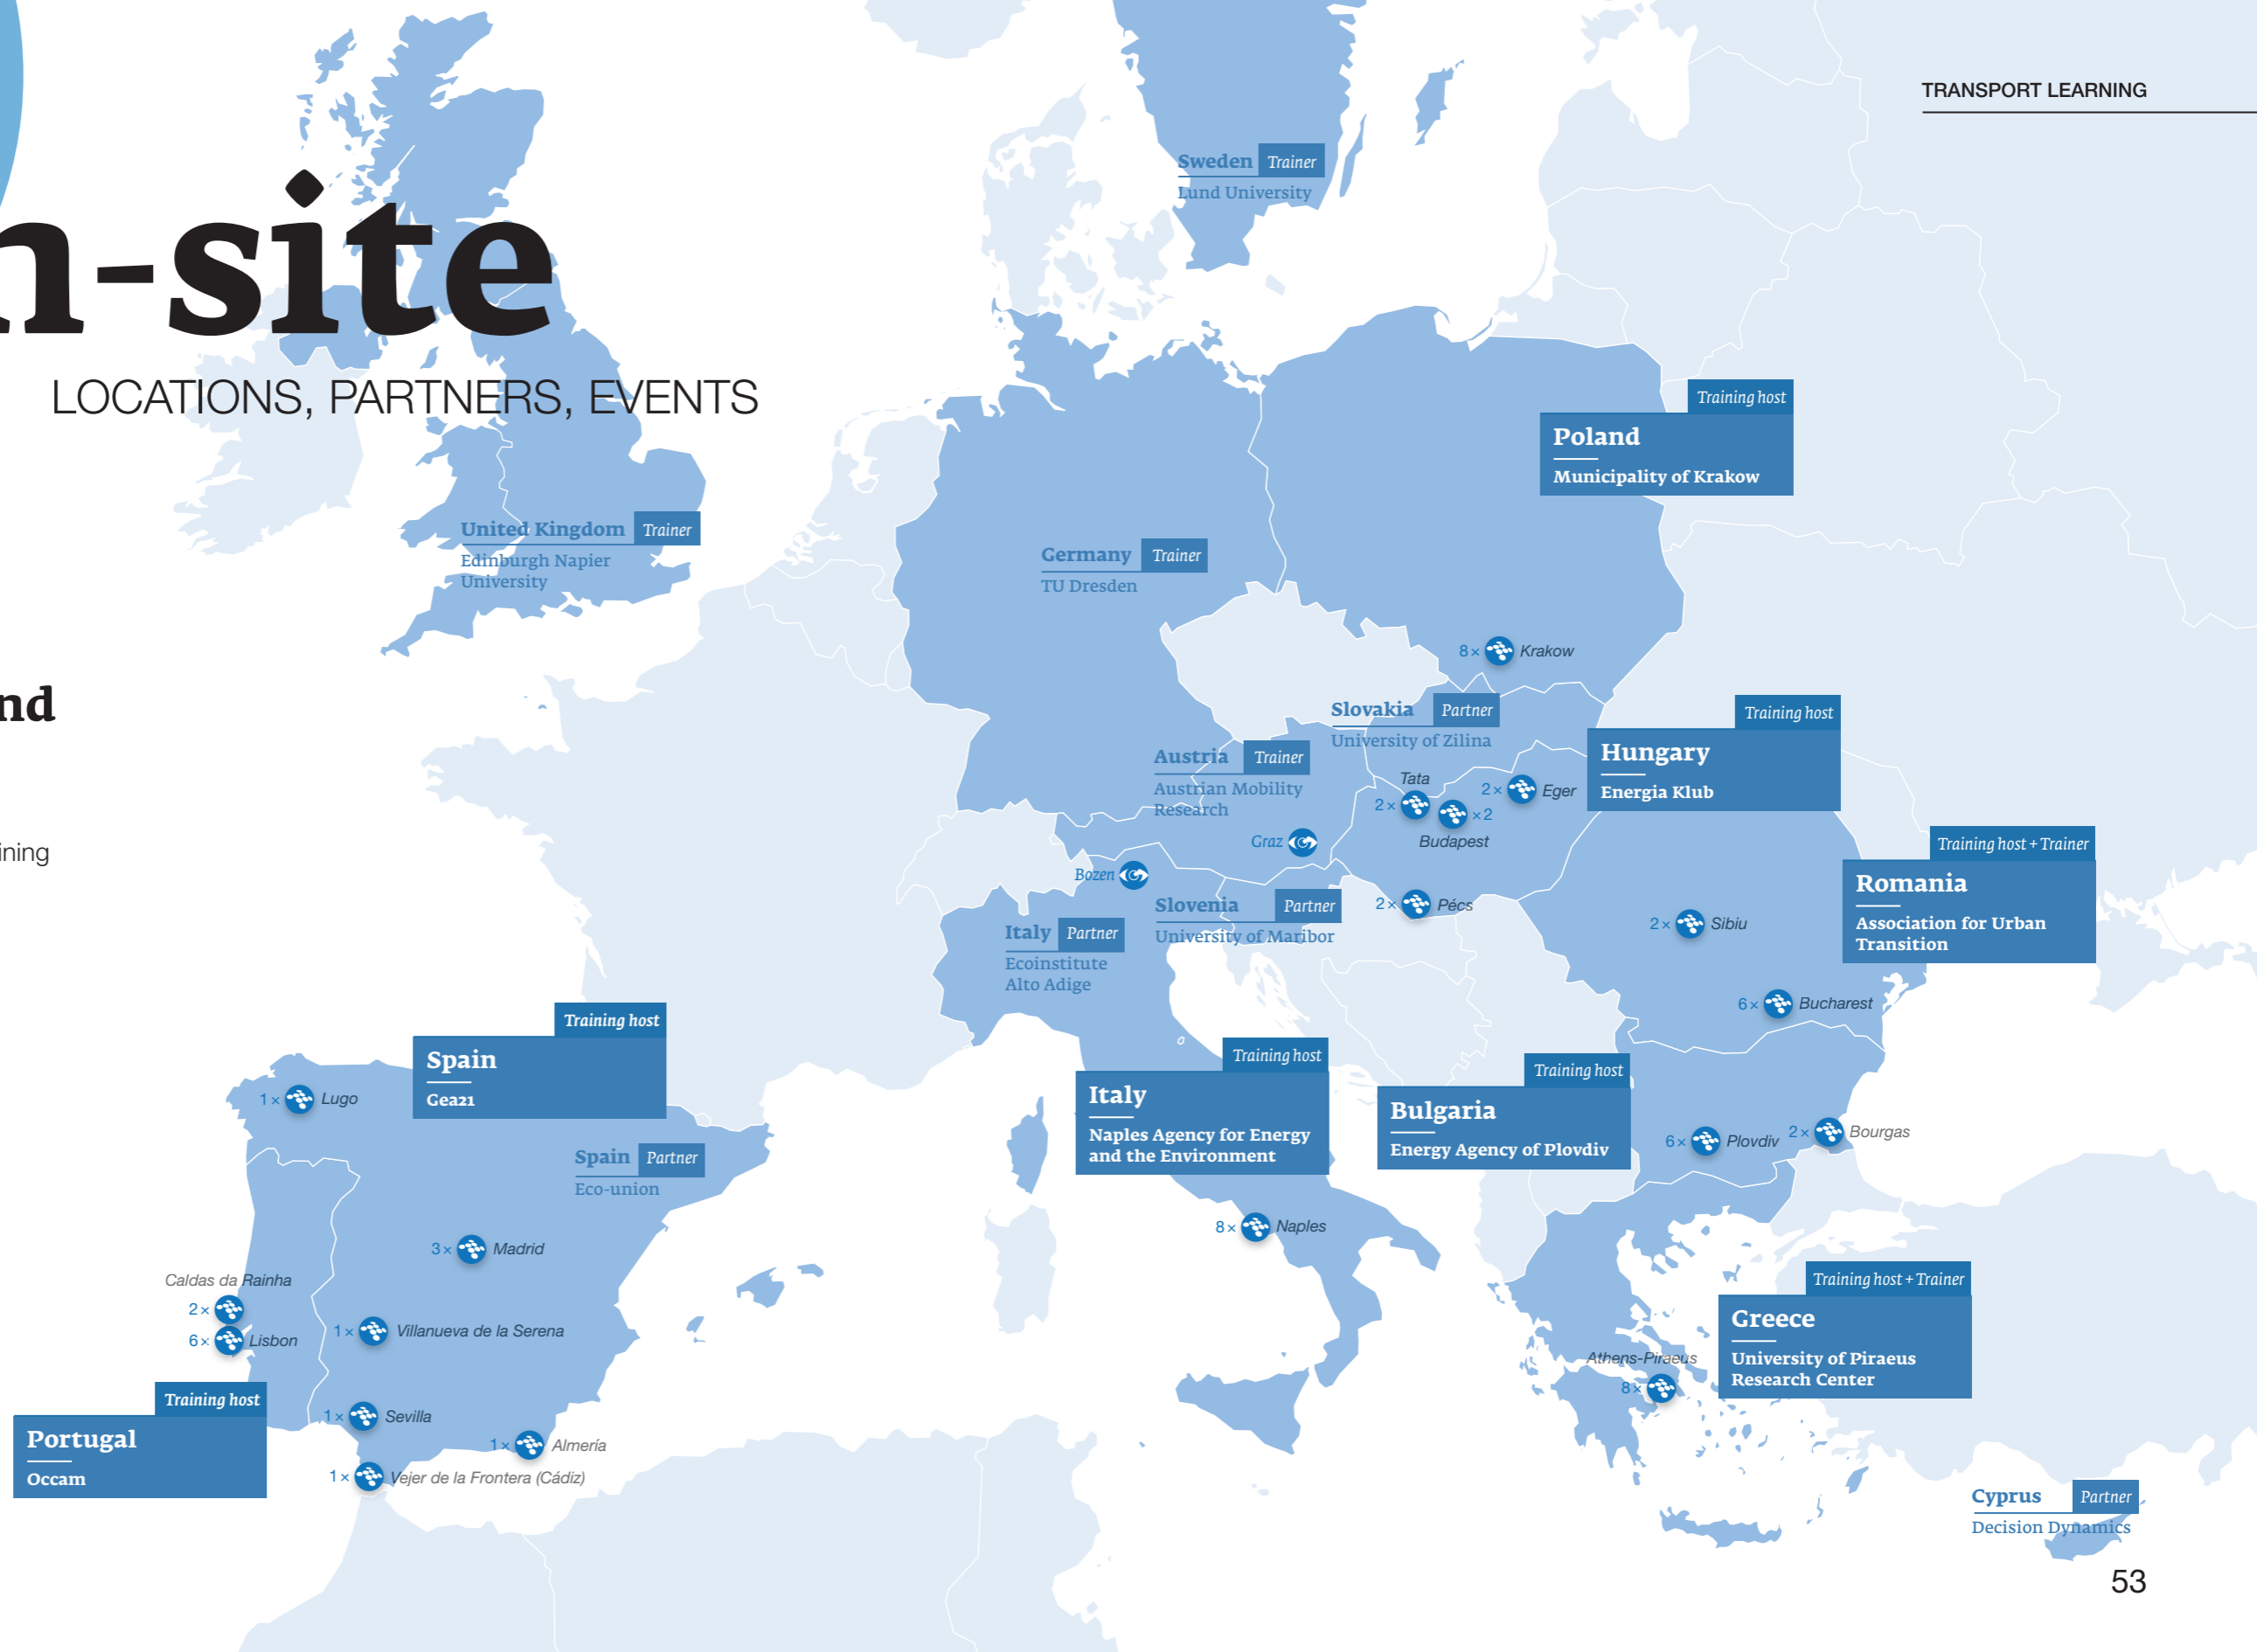 TRANSPORT LEARNING
n-site
LOCATIONS, PARTNERS, EVENTS
nd
ining
Sweden Trainer
Lund University
United Kingdom Trainer
Edinburgh Napier
University
Germany Trainer
TU Dresden
Training host
Poland
Municipality of Krakow
8× Krakow
Slovakia Partner
University of Zilina
Austria Trainer
Austrian Mobility
Research
Graz
Bozen
Training host
Hungary
Energia Klub
Tata
2×
×2
Budapest
2× Eger
2× Pécs
Slovenia Partner
University of Maribor
Italy Partner
Ecoinstitute
Alto Adige
Training host + Trainer
Romania
Association for Urban
Transition
2× Sibiu
6× Bucharest
Training host
Spain
Gea21
1× Lugo
Spain Partner
Eco-union
3× Madrid
Caldas da Rainha
2×
6× Lisbon
1× Villanueva de la Serena
1× Sevilla
1× Almería
1× Vejer de la Frontera (Cádiz)
Training host
Portugal
Occam
Training host
Italy
Naples Agency for Energy
and the Environment
8× Naples
Training host
Bulgaria
Energy Agency of Plovdiv
6× Plovdiv
2× Bourgas
Training host + Trainer
Greece
University of Piraeus
Research Center
Athens-Piraeus
8×
Cyprus Partner
Decision Dynamics
53